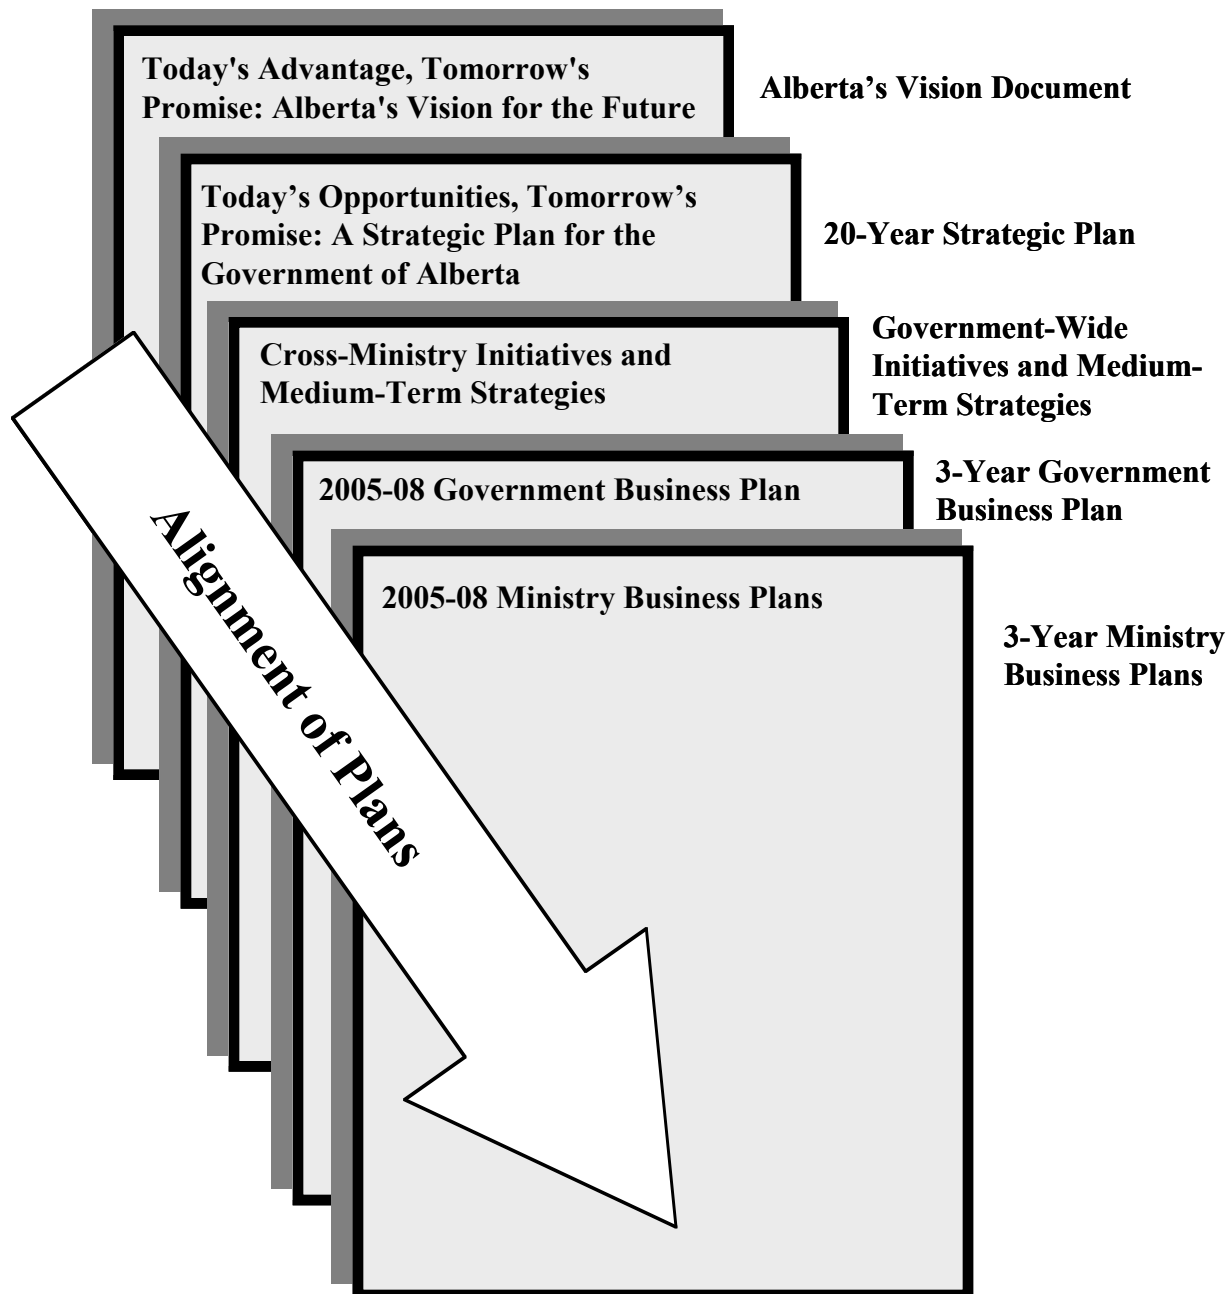 Today's Advantage, Tomorrow's
Promise: Alberta's Vision for the Future
Alberta’s Vision Document
Today’s Opportunities, Tomorrow’s
Promise: A Strategic Plan for the
Government of Alberta
20-Year Strategic Plan
Cross-Ministry Initiatives and
Medium-Term Strategies
Government-Wide
Initiatives and Medium-
Term Strategies
2005-08 Government Business Plan
3-Year Government
Business Plan
2005-08 Ministry Business Plans
3-Year Ministry
Business Plans
Alignment of Plans